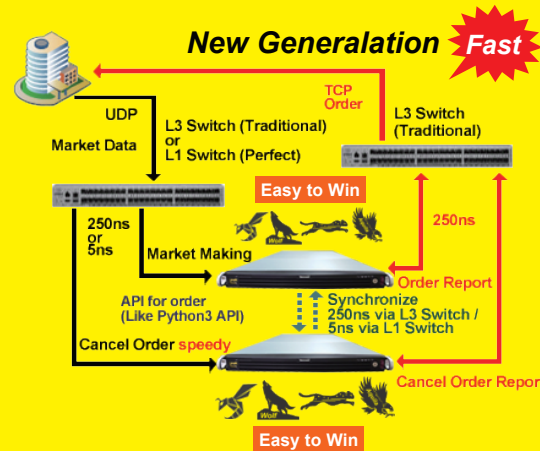 New Generalation
Fast
TCP
Order
UDP
Market Data
L3 Switch (Traditional)
or
L1 Switch (Perfect)
L3 Switch
(Traditional)
Easy to Win
250ns
or
5ns
Market Making
250ns
Order Report
API for order
(Like Python3 API)
Synchronize
250ns via L3 Switch /
5ns via L1 Switch
Cancel Order speedy
Cancel Order Report
Wolf
Wolf
Easy to Win